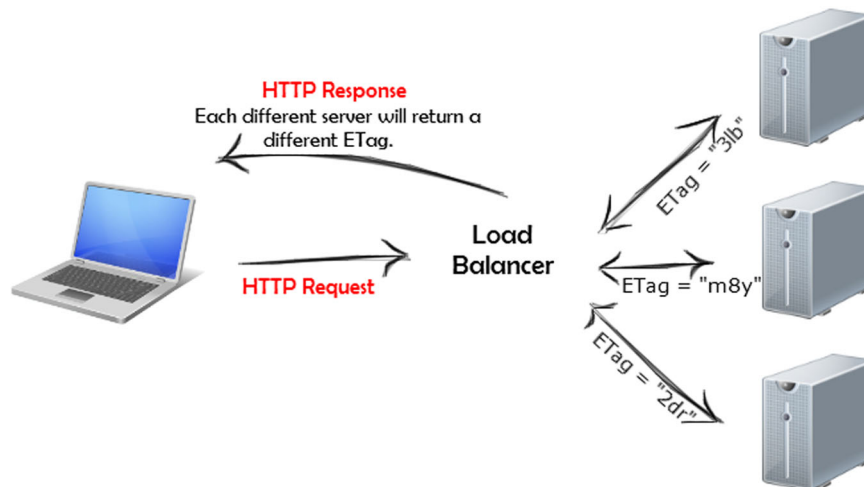 HTTP Response
Each different server will return a
different ETag.
HTTP Request
Load
Balancer
ETag = "3lb"
ETag = "m8y"
ETag = "2dr"